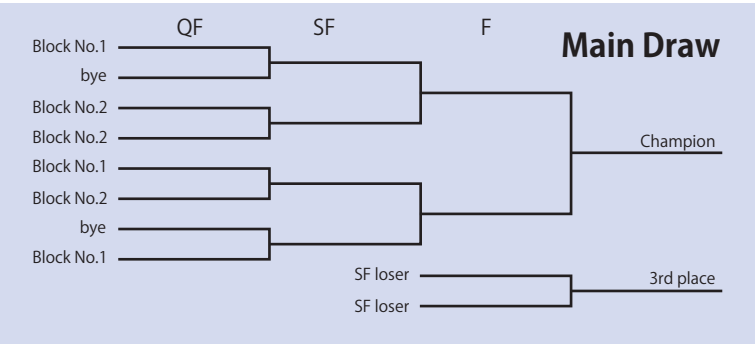 QF SF F
Main Draw
Block No.1
bye
Block No.2
Block No.2
Block No.1
Block No.2
bye
Block No.1
Champion
SF loser
SF loser
3rd place